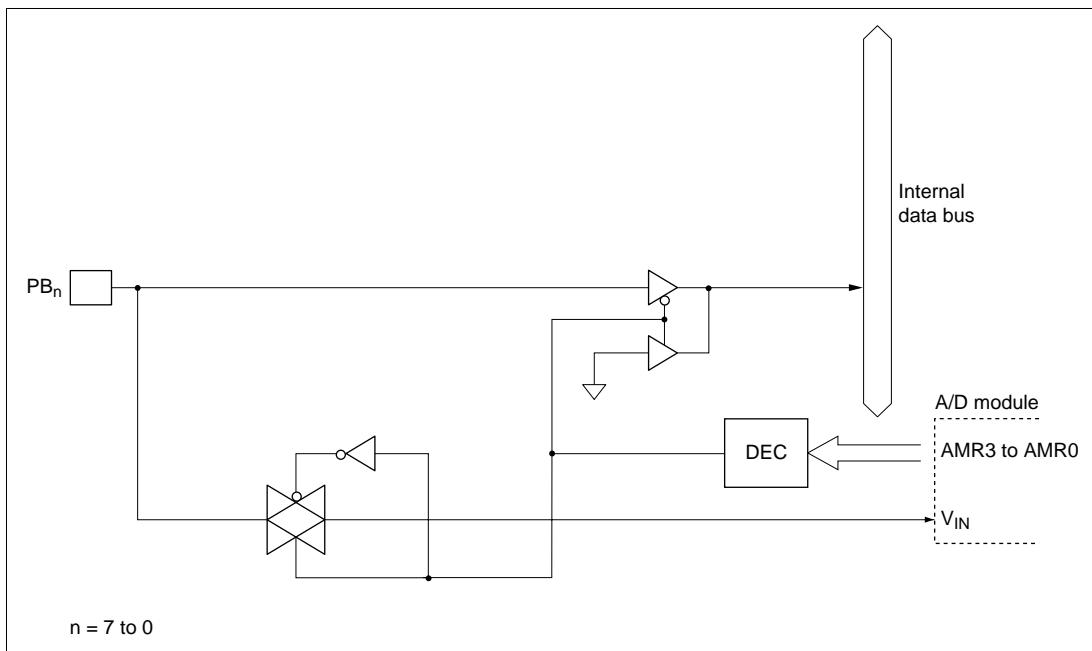 Internal
data bus
PBn
A/D module
DEC
AMR3 to AMR0
VIN
n = 7 to 0